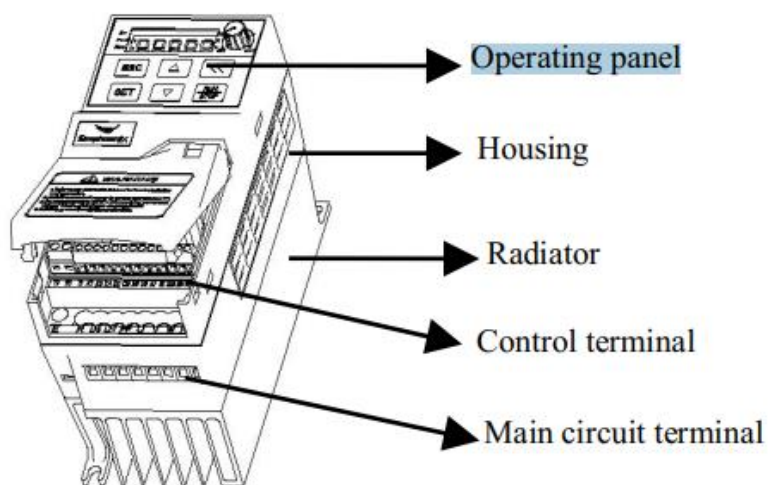 ESC
SET
Operating panel
Housing
Radiator
Control terminal
Main circuit terminal